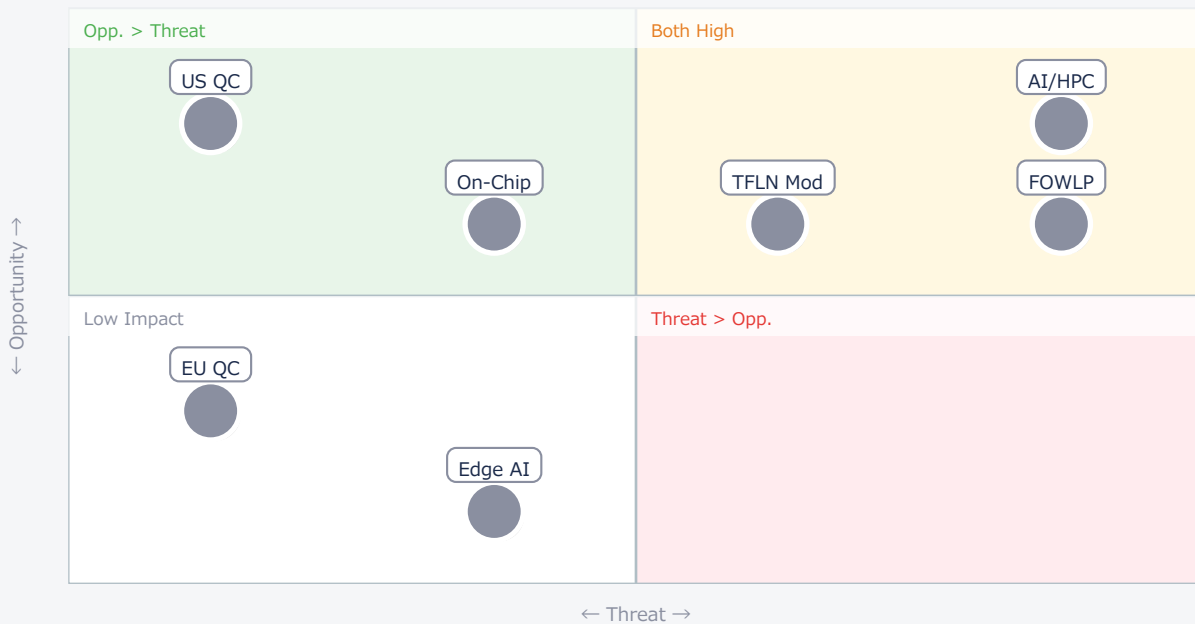 Opp. > Threat
Both High
US QC
AI/HPC
On-Chip
TFLN Mod
FOWLP
← Opportunity →
Low Impact
Threat > Opp.
EU QC
Edge AI
← Threat →